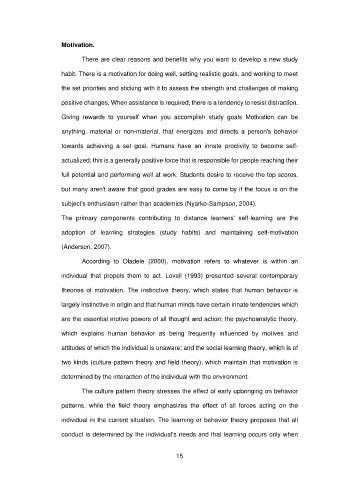 Motivation.
There are clear reasons and benefits why you want to develop a new study
habit. There is a motivation for doing well, setting realistic goals, and working to meet
the set priorities and sticking with it to assess the strength and challenges of making
positive changes. When assistance is required, there is a tendency to resist distraction.
Giving rewards to yourself when you accomplish study goals Motivation can be
anything, material or non-material, that energizes and directs a person's behavior
towards achieving a set goal. Humans have an innate proclivity to become self-
actualized; this is a generally positive force that is responsible for people reaching their
full potential and performing well at work. Students desire to receive the top scores,
but many aren't aware that good grades are easy to come by if the focus is on the
subject's enthusiasm rather than academics (Nyarko-Sampson, 2004).
The primary components contributing to distance learners' self-learning are the
adoption of learning strategies (study habits) and maintaining self-motivation
(Anderson, 2007).
According to Oladele (2000), motivation refers to whatever is within an
individual that propels them to act. Lovell (1993) presented several contemporary
theories of motivation. The instinctive theory, which states that human behavior is
largely instinctive in origin and that human minds have certain innate tendencies which
are the essential motive powers of all thought and action; the psychoanalytic theory,
which explains human behavior as being frequently influenced by motives and
attitudes of which the individual is unaware; and the social learning theory, which is of
two kinds (culture-pattern theory and field theory), which maintain that motivation is
determined by the interaction of the individual with the environment.
The culture pattern theory stresses the effect of early upbringing on behavior
patterns, while the field theory emphasizes the effect of all forces acting on the
individual in the current situation. The learning or behavior theory proposes that all
conduct is determined by the individual's needs and that learning occurs only when
15